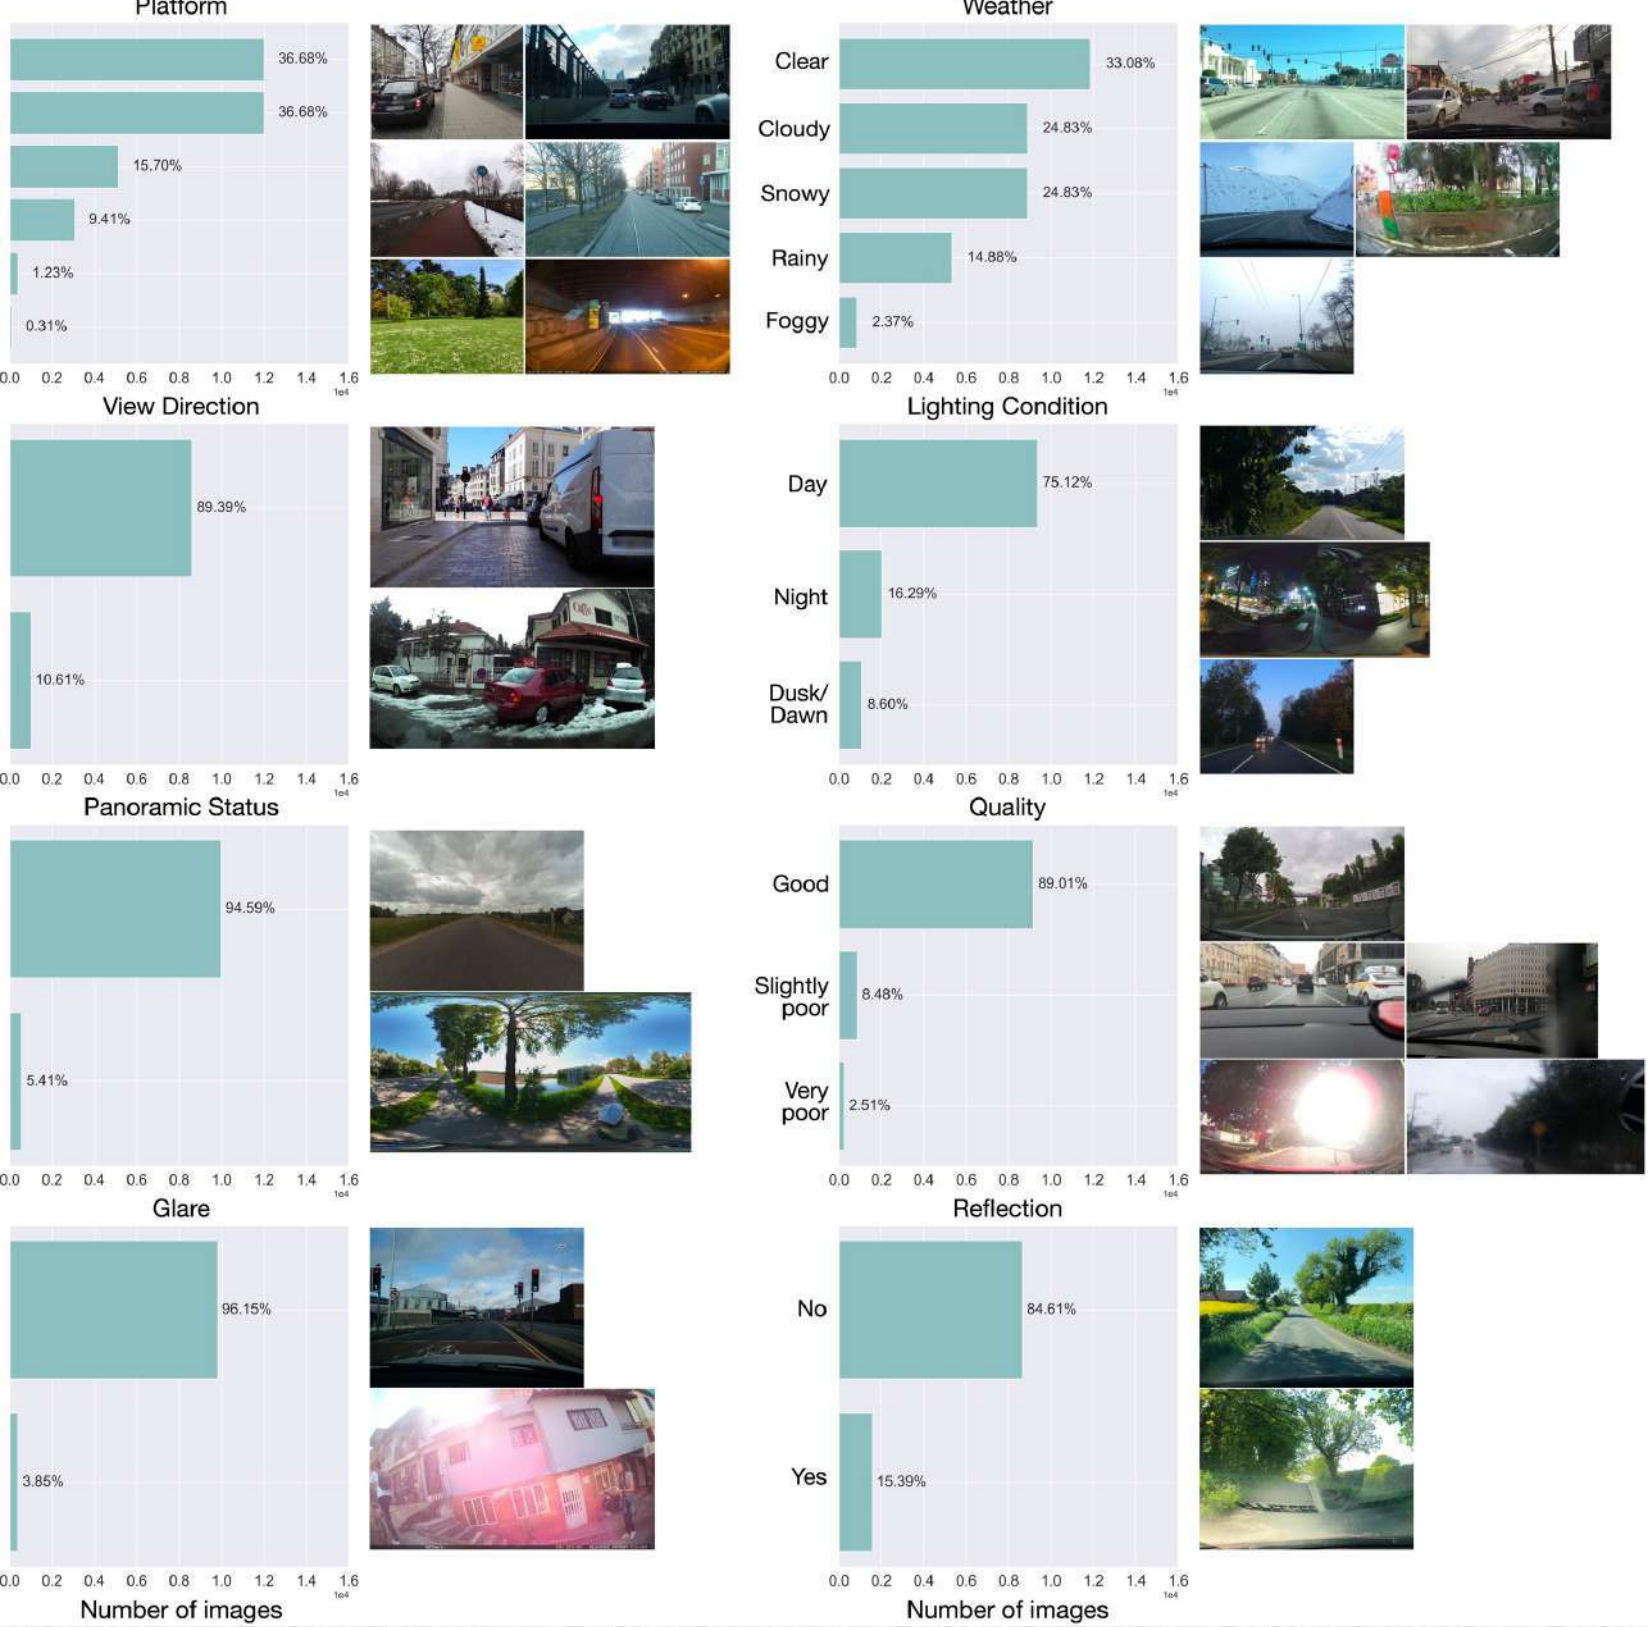 Platform
36.68%
36.68%
15.70%
9.41%
1.23%
0.31%
0.0 0.2 0.4 0.6 0.8 1.0 1.2 1.4 1.6
1e4
Weather
Clear 33.08%
Cloudy 24.83%
Snowy 24.83%
Rainy 14.88%
Foggy 2.37%
0.0 0.2 0.4 0.6 0.8 1.0 1.2 1.4 1.6
1e4
View Direction
89.39%
10.61%
0.0 0.2 0.4 0.6 0.8 1.0 1.2 1.4 1.6
1e4
Lighting Condition
Day 75.12%
Night 16.29%
Dusk/
Dawn 8.60%
0.0 0.2 0.4 0.6 0.8 1.0 1.2 1.4 1.6
1e4
Panoramic Status
94.59%
5.41%
0.0 0.2 0.4 0.6 0.8 1.0 1.2 1.4 1.6
1e4
Quality
Good 89.01%
Slightly
poor 8.48%
Very
poor 2.51%
0.0 0.2 0.4 0.6 0.8 1.0 1.2 1.4 1.6
1e4
Glare
96.15%
3.85%
0.0 0.2 0.4 0.6 0.8 1.0 1.2 1.4 1.6
1e4
Number of images
Reflection
No 84.61%
Yes 15.39%
0.0 0.2 0.4 0.6 0.8 1.0 1.2 1.4 1.6
1e4
Number of images